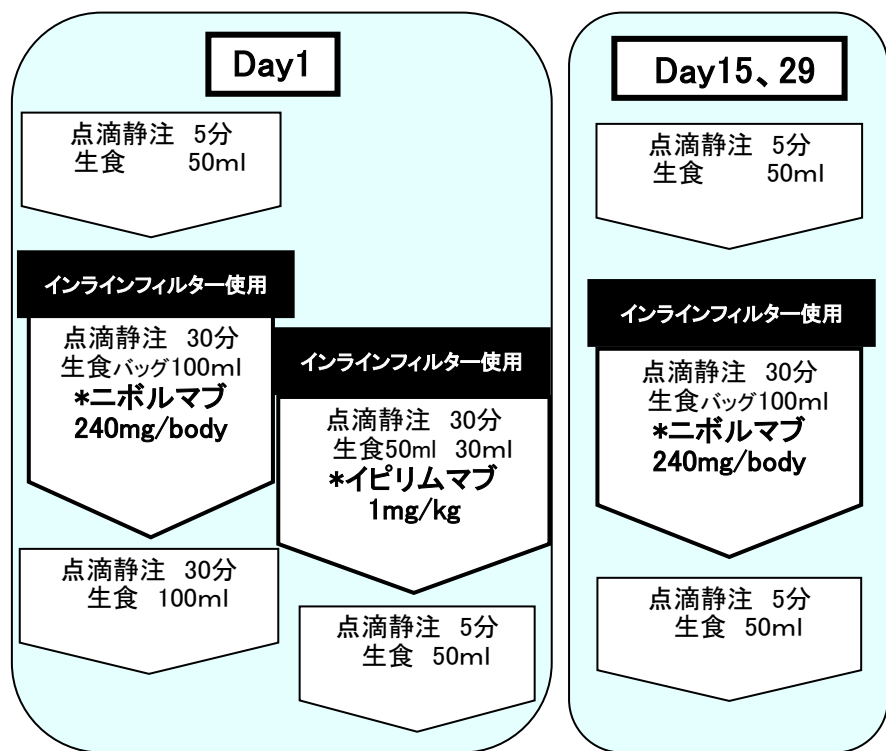 Day1
点滴静注 5分
生食 50ml
インラインフィルター使用
点滴静注 30分
生食バッグ100ml
*ニボルマブ
240mg/body
点滴静注 30分
生食 100ml
インラインフィルター使用
点滴静注 30分
生食50ml 30ml
*イピリムマブ
1mg/kg
点滴静注 5分
生食 50ml
Day15、29
点滴静注 5分
生食 50ml
インラインフィルター使用
点滴静注 30分
生食バッグ100ml
*ニボルマブ
240mg/body
点滴静注 5分
生食 50ml